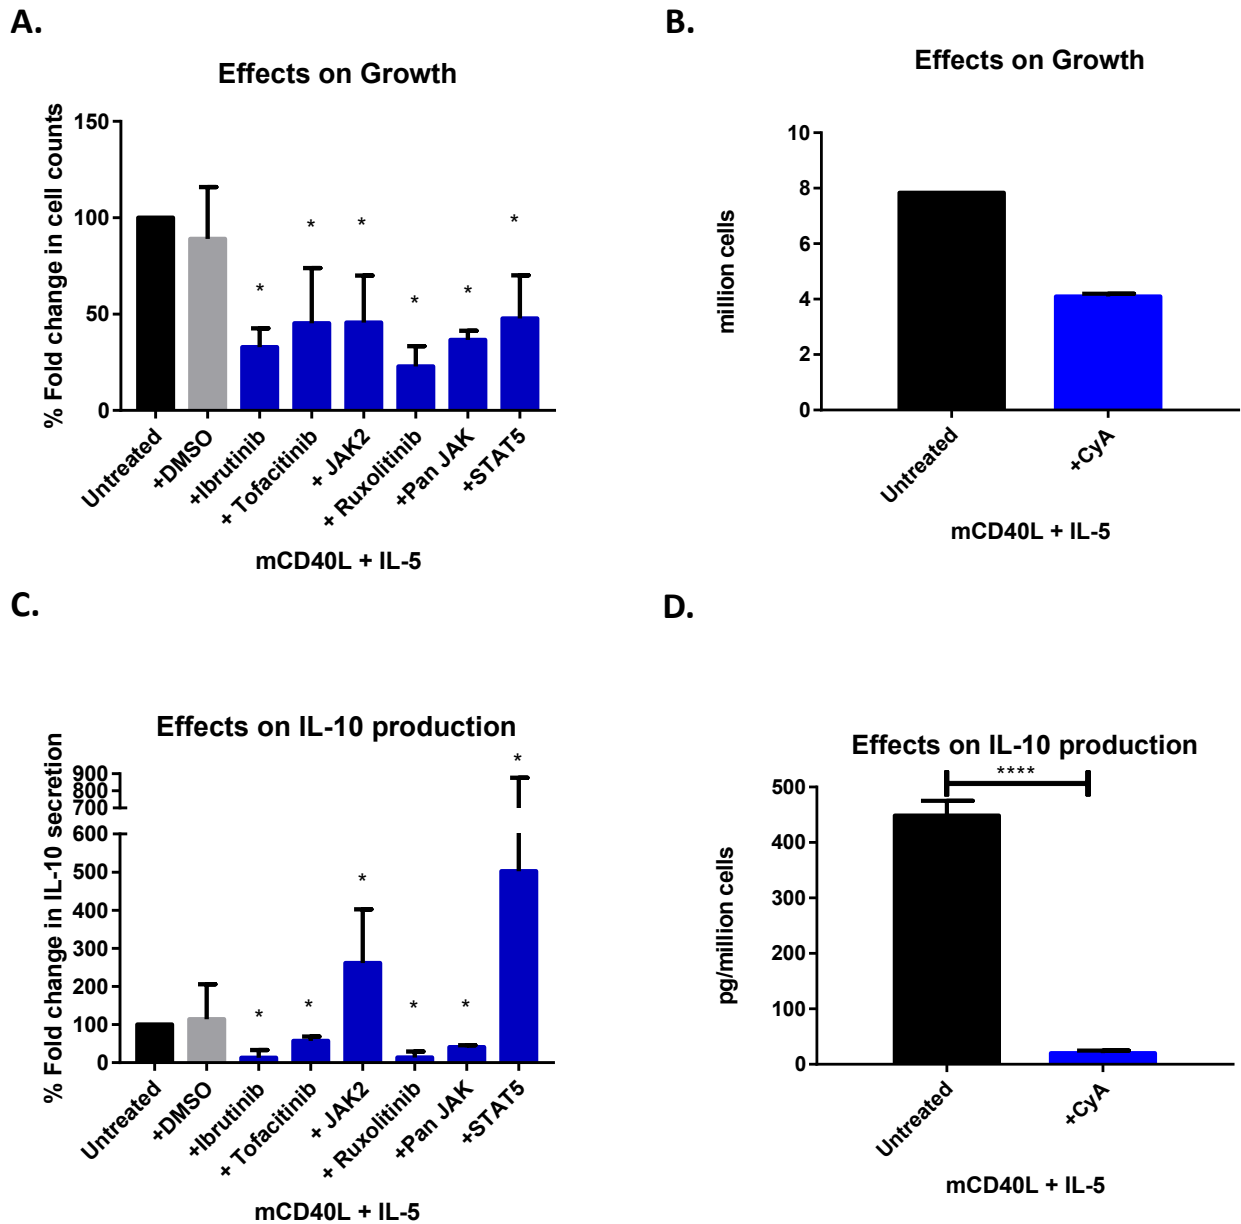 A.
Effects on Growth
% Fold change in cell counts
150
100
50
0
*
*
*
*
*
*
Untreated
+DMSO
+Ibrutinib
+ Tofacitinib
+ JAK2
+ Ruxolitinib
+Pan JAK
+STAT5
mCD40L + IL-5
B.
Effects on Growth
million cells
10
8
6
4
2
0
Untreated
+CyA
mCD40L + IL-5
C.
Effects on IL-10 production
% Fold change in IL-10 secretion
900
800
700
600
500
400
300
200
100
0
*
*
*
*
*
*
Untreated
+DMSO
+Ibrutinib
+ Tofacitinib
+ JAK2
+ Ruxolitinib
+Pan JAK
+STAT5
mCD40L + IL-5
D.
Effects on IL-10 production
****
pg/million cells
500
400
300
200
100
0
Untreated
+CyA
mCD40L + IL-5